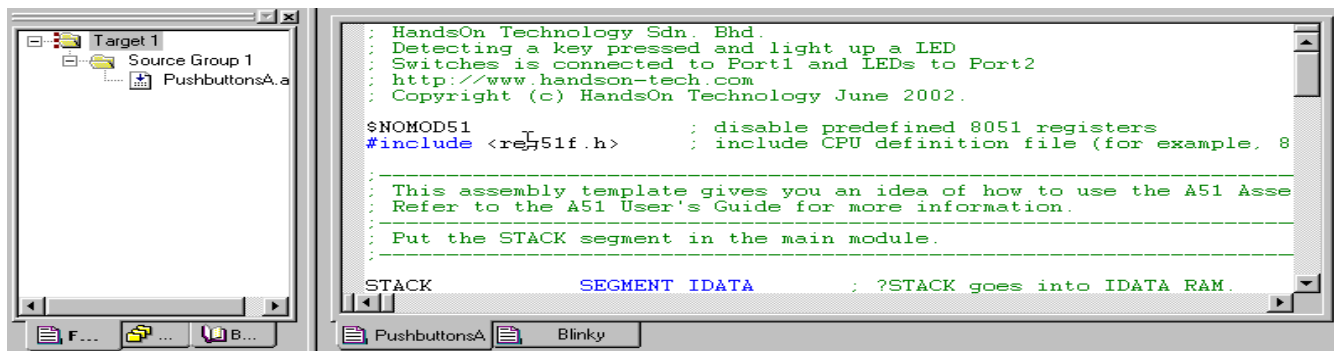 Target 1
Source Group 1
PushbuttonsA.a
F...
...
B...
; HandsOn Technology Sdn. Bhd.
; Detecting a key pressed and light up a LED
; Switches is connected to Port1 and LEDs to Port2
; http://www.handson-tech.com
; Copyright (c) HandsOn Technology June 2002.
$NOMOD51 ; disable predefined 8051 registers
#include <reg51f.h> ; include CPU definition file (for example, 8
;------------------------------------------------------------
; This assembly template gives you an idea of how to use the A51 Asse
; Refer to the A51 User's Guide for more information.
;------------------------------------------------------------
; Put the STACK segment in the main module.
;------------------------------------------------------------
STACK SEGMENT IDATA ; ?STACK goes into IDATA RAM.
PushbuttonsA Blinky